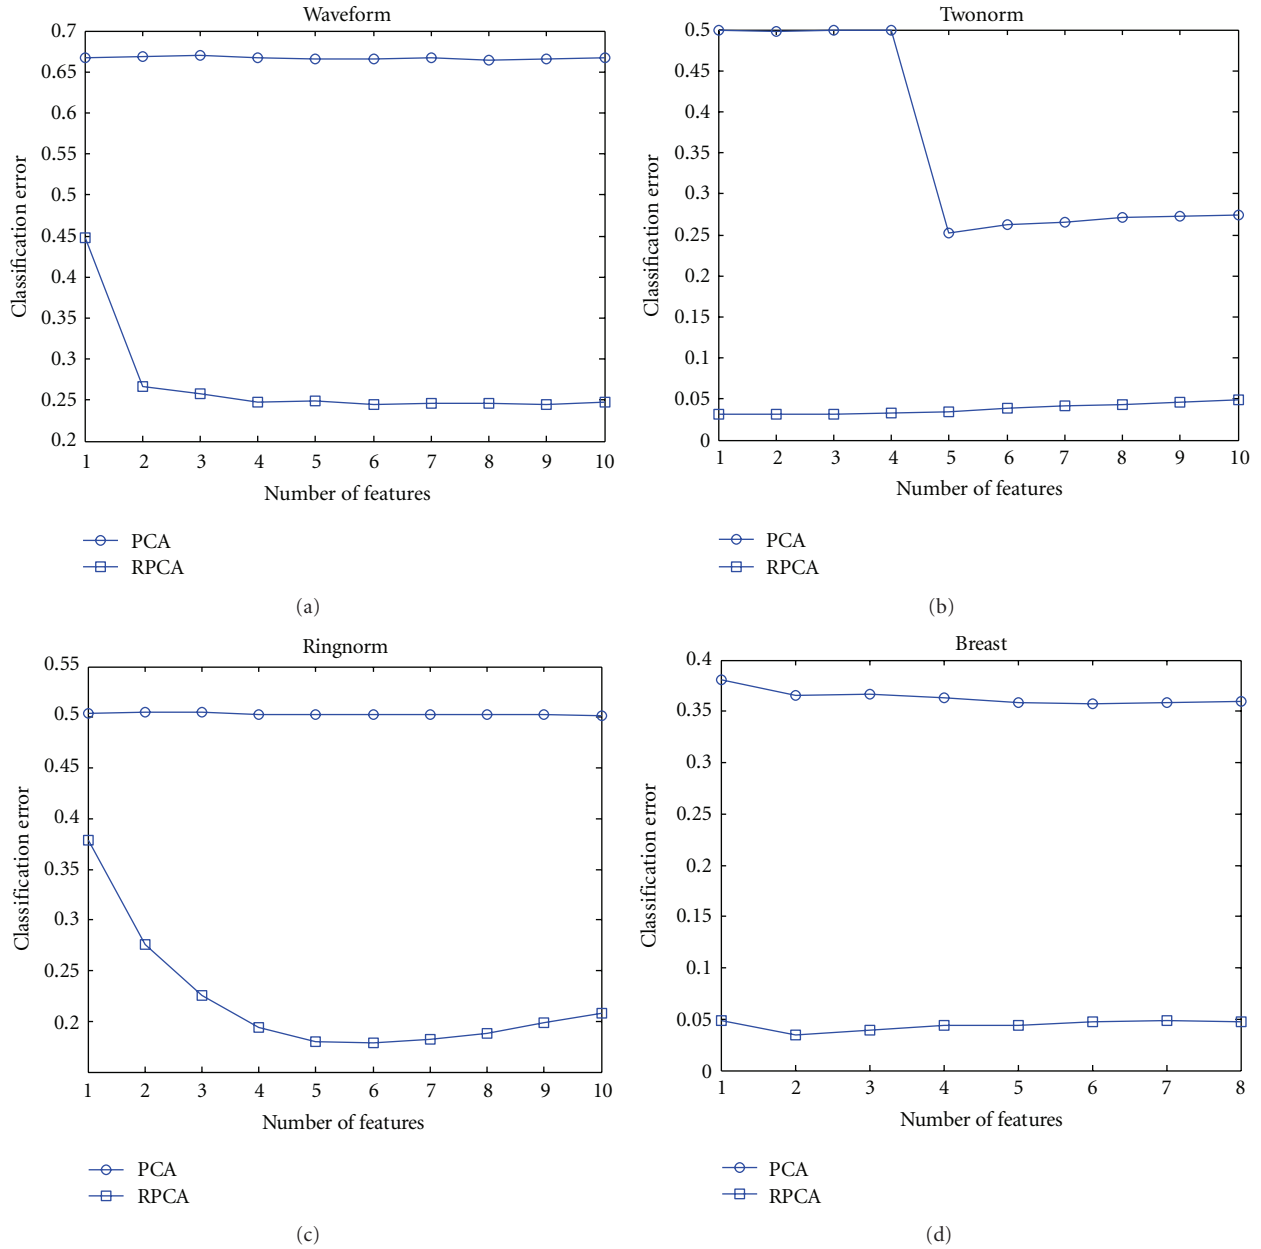 Waveform
0.7
0.65
0.6
0.55
0.5
0.45
0.4
0.35
0.3
0.25
0.2
Classification error
1 2 3 4 5 6 7 8 9 10
Number of features
PCA
RPCA
(a)
Twonorm
0.5
0.45
0.4
0.35
0.3
0.25
0.2
0.15
0.1
0.05
0
Classification error
1 2 3 4 5 6 7 8 9 10
Number of features
PCA
RPCA
(b)
Ringnorm
0.55
0.5
0.45
0.4
0.35
0.3
0.25
0.2
Classification error
1 2 3 4 5 6 7 8 9 10
Number of features
PCA
RPCA
(c)
Breast
0.4
0.35
0.3
0.25
0.2
0.15
0.1
0.05
0
Classification error
1 2 3 4 5 6 7 8
Number of features
PCA
RPCA
(d)